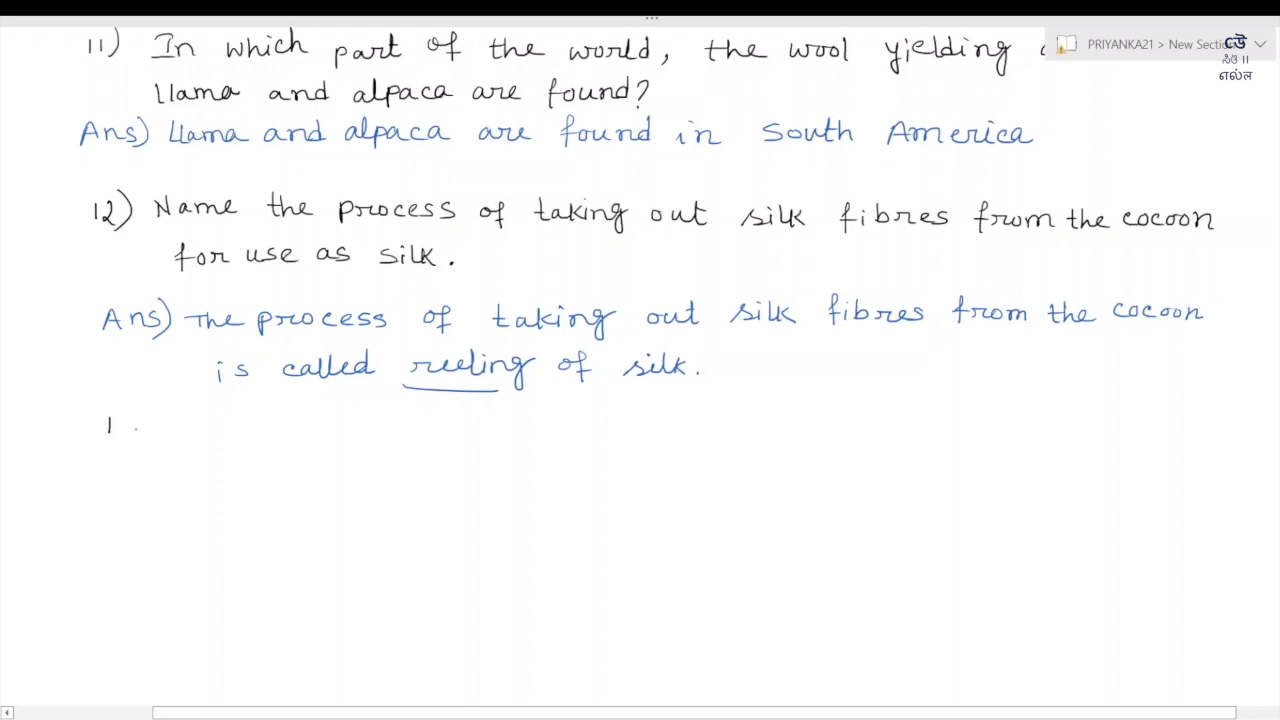 11) In which part of the world, the wool yielding
PRIYANKA21 > New Secti
llama and alpaca are found?
எல்ல
Ans) Llama and alpaca are found in South America
12) Name the process of taking out silk fibres from the cocoon
for use as silk.
Ans) The process of taking out silk fibres from the cocoon
is called reeling of silk.
1